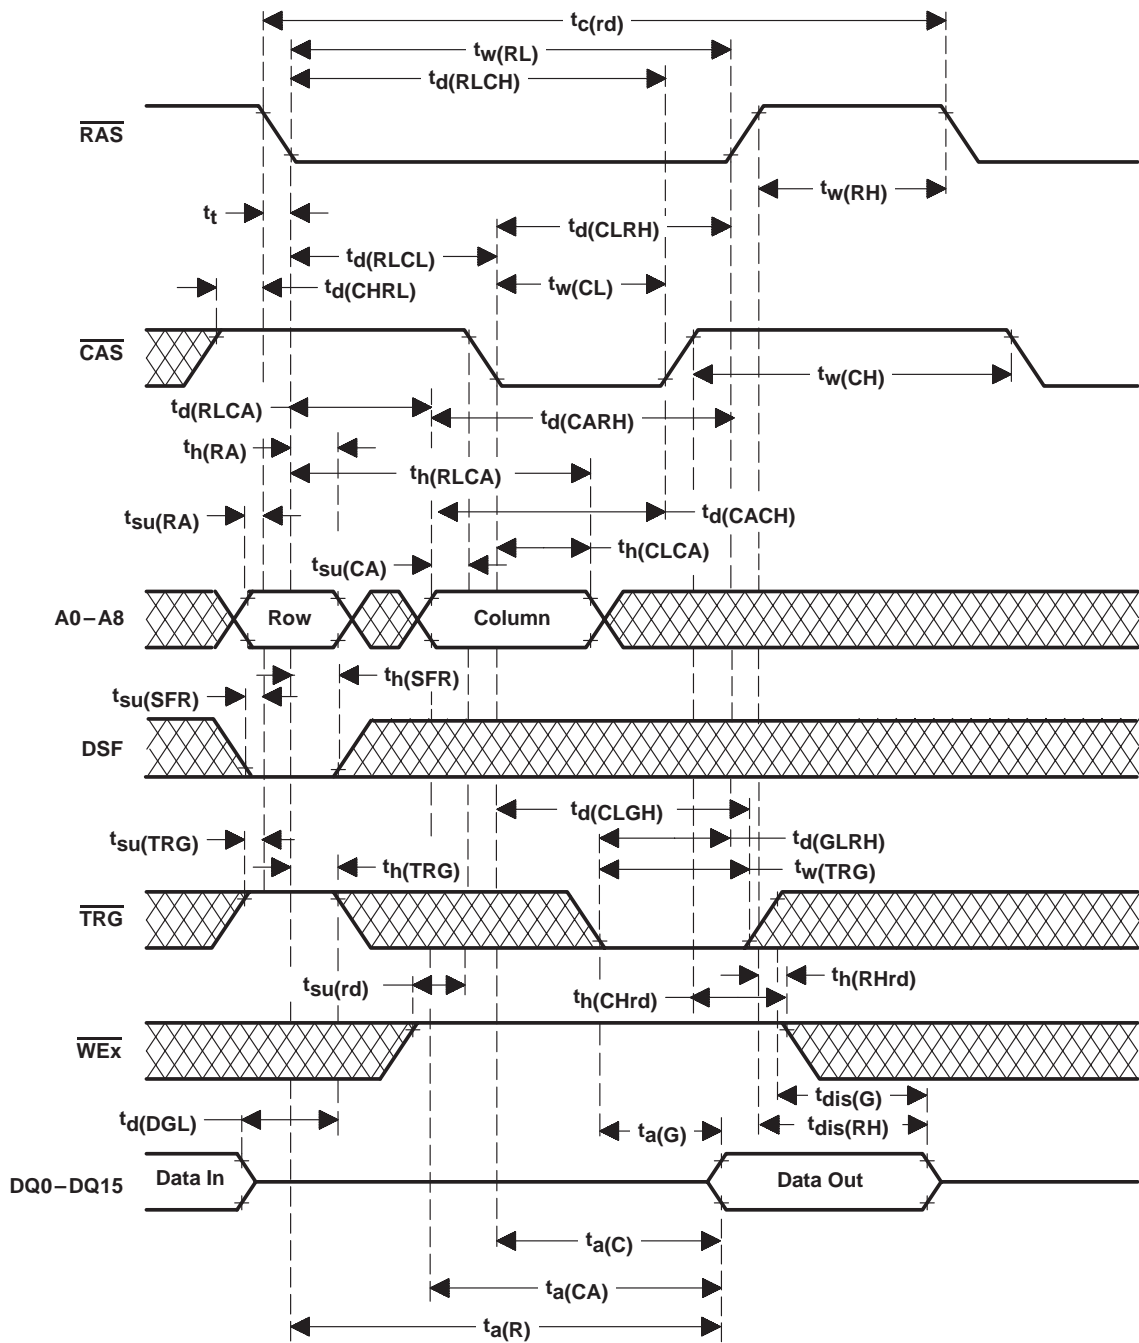 tc(rd)
tw(RL)
td(RLCH)
RAS
tw(RH)
tt
td(CLRH)
td(RLCL)
td(CHRL)
tw(CL)
CAS
tw(CH)
td(RLCA)
td(CARH)
th(RA)
th(RLCA)
tsu(RA)
td(CACH)
tsu(CA)
th(CLCA)
A0–A8
Row
Column
th(SFR)
tsu(SFR)
DSF
td(CLGH)
tsu(TRG)
td(GLRH)
th(TRG)
tw(TRG)
TRG
tsu(rd)
th(RHrd)
th(CHrd)
WEx
tdis(G)
td(DGL)
ta(G)
tdis(RH)
DQ0–DQ15
Data In
Data Out
ta(C)
ta(CA)
ta(R)